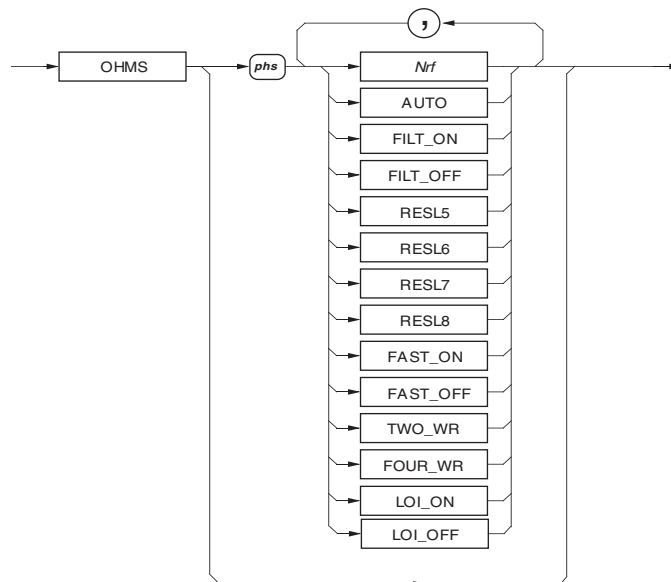 ,
OHMS
phs
Nrf
AUTO
FILT_ON
FILT_OFF
RESL5
RESL6
RESL7
RESL8
FAST_ON
FAST_OFF
TWO_WR
FOUR_WR
LOI_ON
LOI_OFF